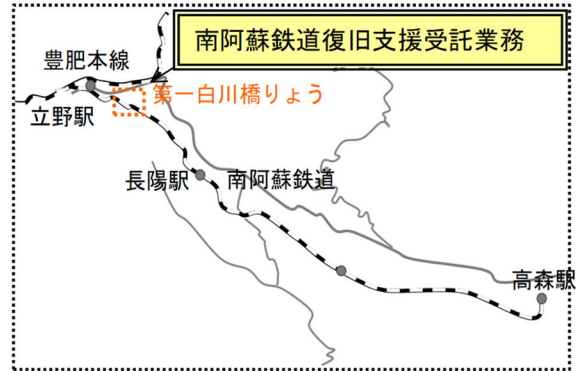 南阿蘇鉄道復旧支援受託業務
豊肥本線
第一白川橋りょう
立野駅
長陽駅
南阿蘇鉄道
高森駅